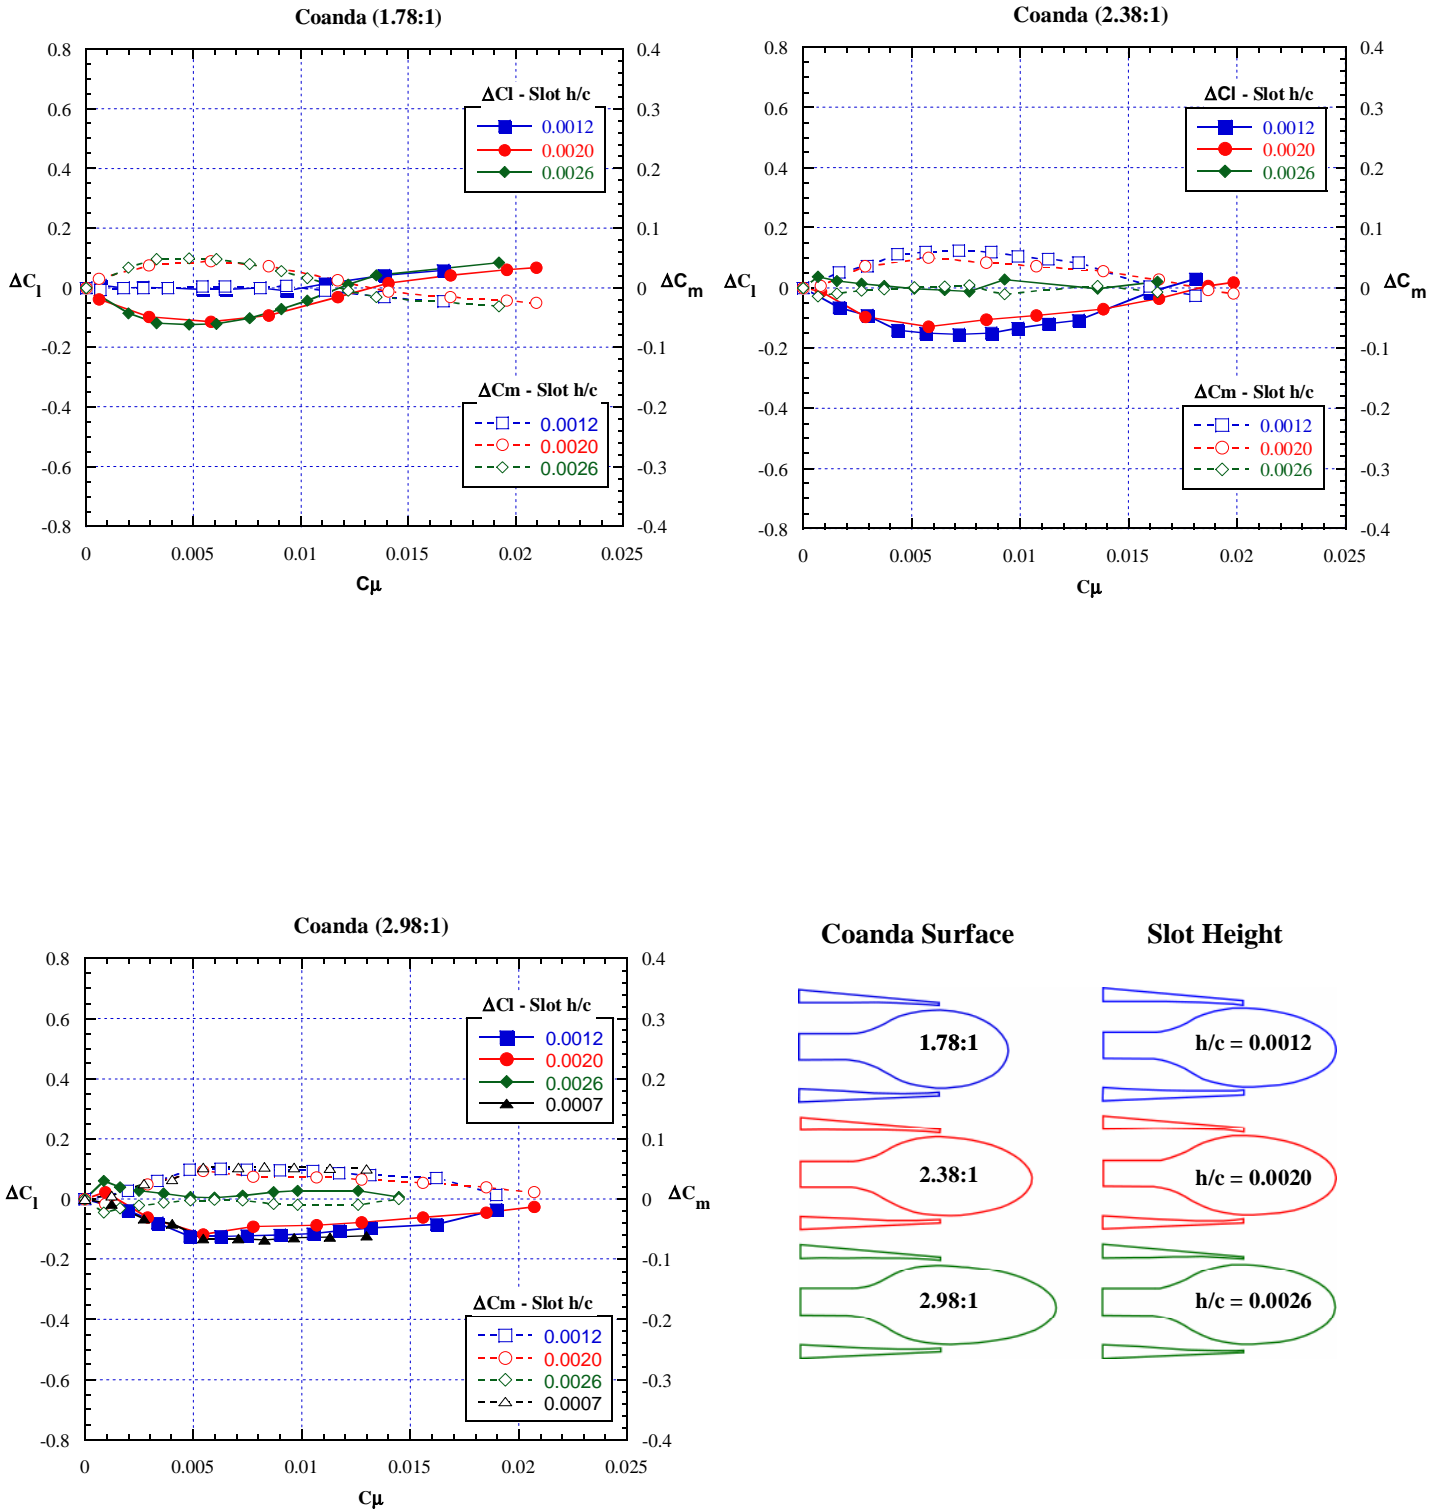 Coanda (1.78:1)
0.8
0.6
0.4
0.2
0
-0.2
-0.4
-0.6
-0.8
ΔCl
0.4
0.3
0.2
0.1
0
-0.1
-0.2
-0.3
-0.4
ΔCm
ΔCl - Slot h/c
0.0012
0.0020
0.0026
ΔCm - Slot h/c
0.0012
0.0020
0.0026
0 0.005 0.01 0.015 0.02 0.025
Cμ
Coanda (2.38:1)
0.8
0.6
0.4
0.2
0
-0.2
-0.4
-0.6
-0.8
ΔCl
0.4
0.3
0.2
0.1
0
-0.1
-0.2
-0.3
-0.4
ΔCm
ΔCl - Slot h/c
0.0012
0.0020
0.0026
ΔCm - Slot h/c
0.0012
0.0020
0.0026
0 0.005 0.01 0.015 0.02 0.025
Cμ
Coanda (2.98:1)
0.8
0.6
0.4
0.2
0
-0.2
-0.4
-0.6
-0.8
ΔCl
0.4
0.3
0.2
0.1
0
-0.1
-0.2
-0.3
-0.4
ΔCm
ΔCl - Slot h/c
0.0012
0.0020
0.0026
0.0007
ΔCm - Slot h/c
0.0012
0.0020
0.0026
0.0007
0 0.005 0.01 0.015 0.02 0.025
Cμ
Coanda Surface
1.78:1
2.38:1
2.98:1
Slot Height
h/c = 0.0012
h/c = 0.0020
h/c = 0.0026